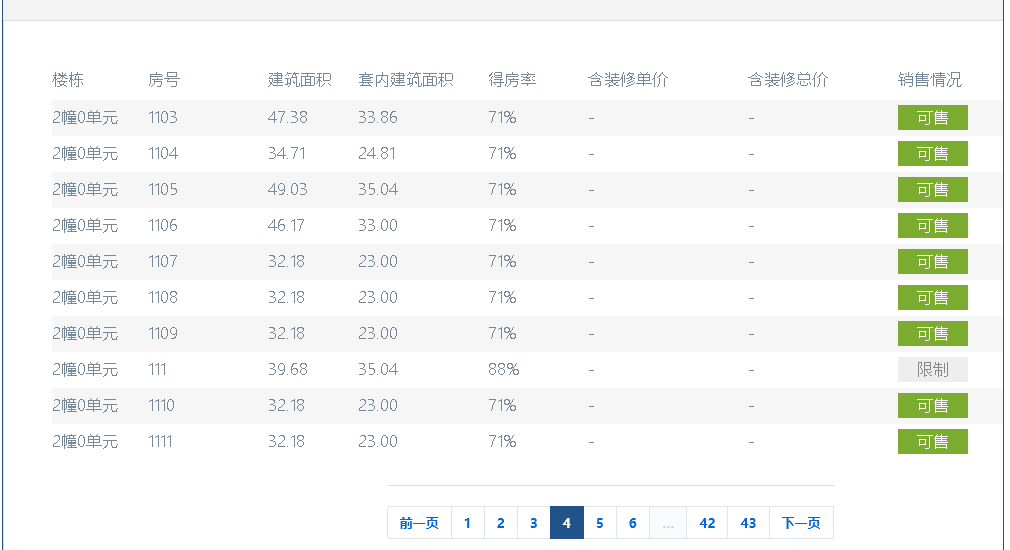 楼栋 房号 建筑面积 套内建筑面积 得房率 含装修单价 含装修总价 销售情况
2幢0单元 1103 47.38 33.86 71% - - 可售
2幢0单元 1104 34.71 24.81 71% - - 可售
2幢0单元 1105 49.03 35.04 71% - - 可售
2幢0单元 1106 46.17 33.00 71% - - 可售
2幢0单元 1107 32.18 23.00 71% - - 可售
2幢0单元 1108 32.18 23.00 71% - - 可售
2幢0单元 1109 32.18 23.00 71% - - 可售
2幢0单元 111 39.68 35.04 88% - - 限制
2幢0单元 1110 32.18 23.00 71% - - 可售
2幢0单元 1111 32.18 23.00 71% - - 可售
前一页 1 2 3 4 5 6 ... 42 43 下一页